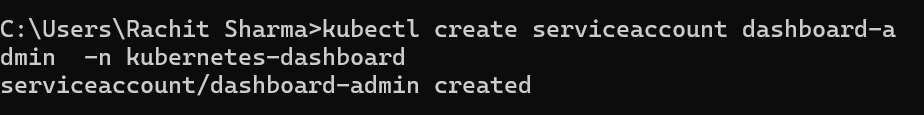 C:\Users\Rachit Sharma>kubectl create serviceaccount dashboard-a
dmin  -n kubernetes-dashboard
serviceaccount/dashboard-admin created